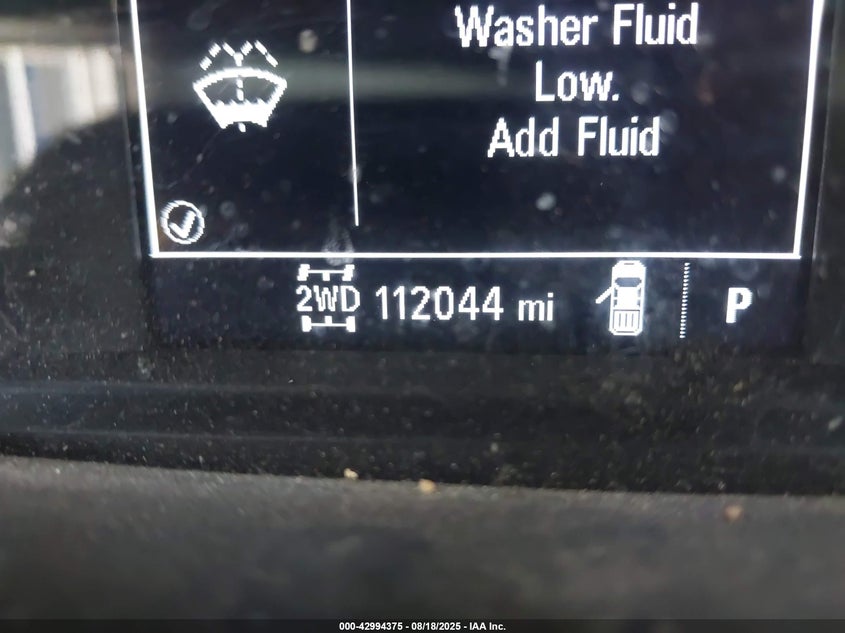 Washer Fluid
Low.
Add Fluid
2WD 112044 mi P
000-42994375 - 08/18/2025 - IAA Inc.